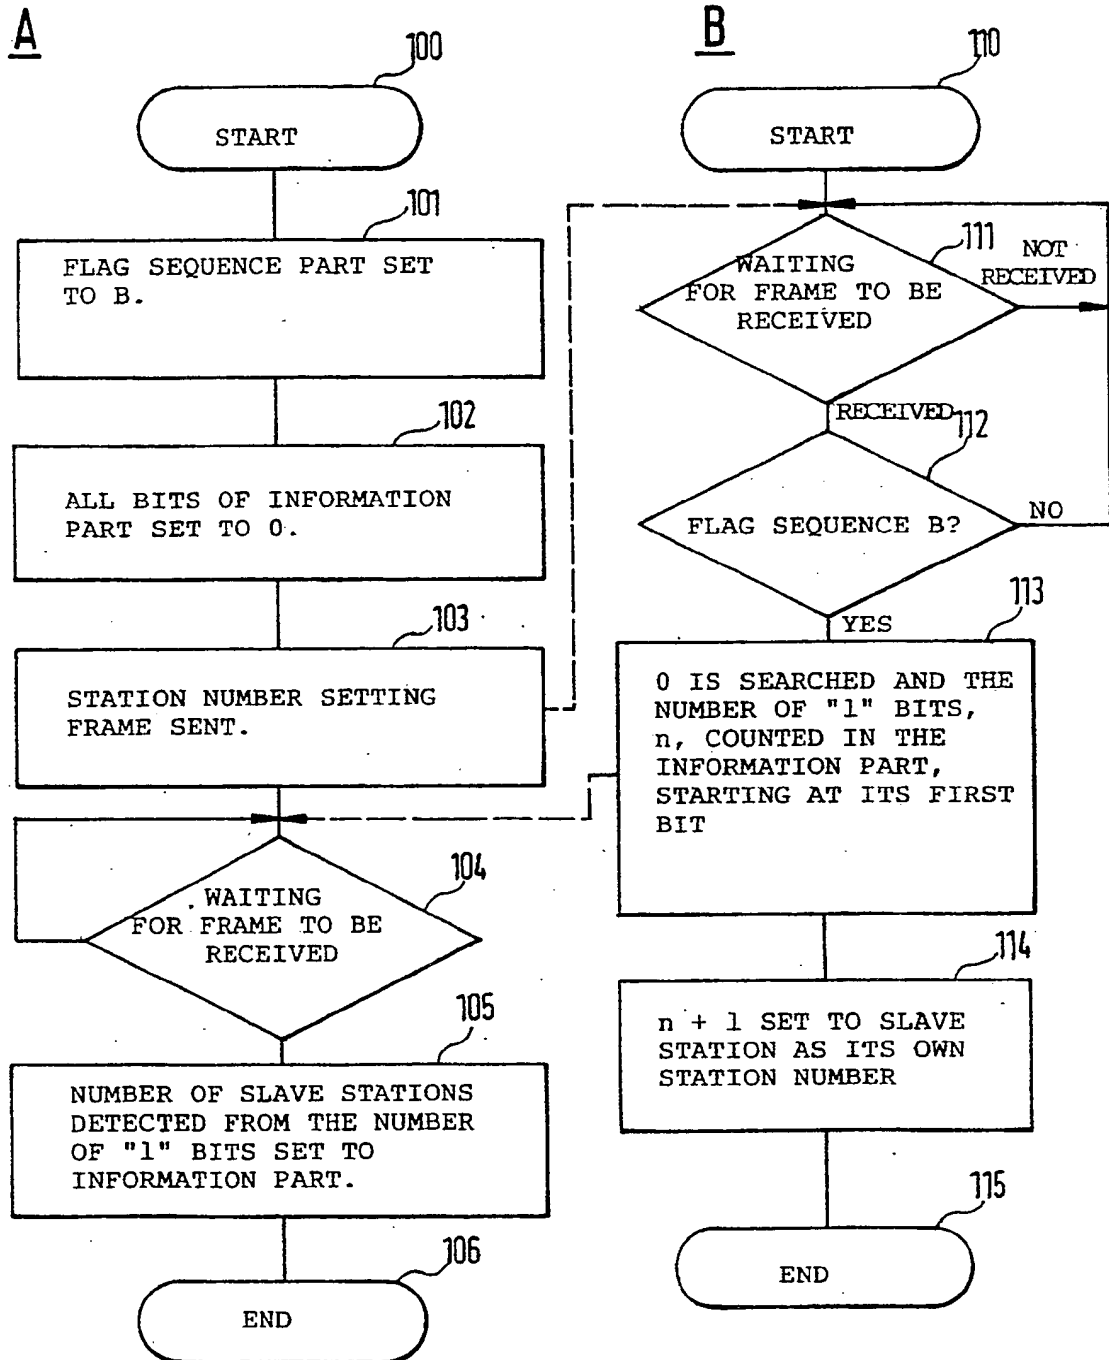 A
100
START
101
FLAG SEQUENCE PART SET
TO B.
102
ALL BITS OF INFORMATION
PART SET TO 0.
103
STATION NUMBER SETTING
FRAME SENT.
104
WAITING
FOR FRAME TO BE
RECEIVED
105
NUMBER OF SLAVE STATIONS
DETECTED FROM THE NUMBER
OF "1" BITS SET TO
INFORMATION PART.
106
END
B
110
START
111
NOT
RECEIVED
WAITING
FOR FRAME TO BE
RECEIVED
RECEIVED
112
FLAG SEQUENCE B?
NO
YES
113
0 IS SEARCHED AND THE
NUMBER OF "1" BITS,
n, COUNTED IN THE
INFORMATION PART,
STARTING AT ITS FIRST
BIT
114
n + 1 SET TO SLAVE
STATION AS ITS OWN
STATION NUMBER
115
END